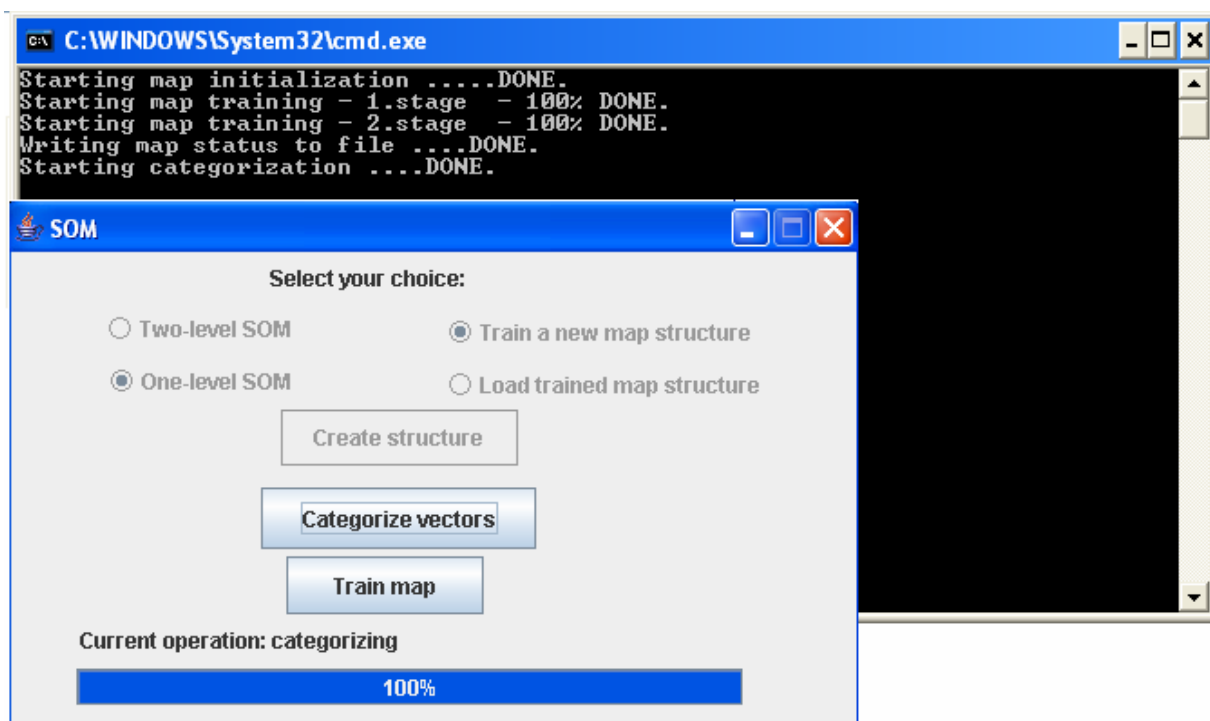 C:\WINDOWS\System32\cmd.exe
Starting map initialization .....DONE.
Starting map training - 1.stage  - 100% DONE.
Starting map training - 2.stage  - 100% DONE.
Writing map status to file ....DONE.
Starting categorization ....DONE.
SOM
Select your choice:
Two-level SOM
Train a new map structure
One-level SOM
Load trained map structure
Create structure
Categorize vectors
Train map
Current operation: categorizing
100%